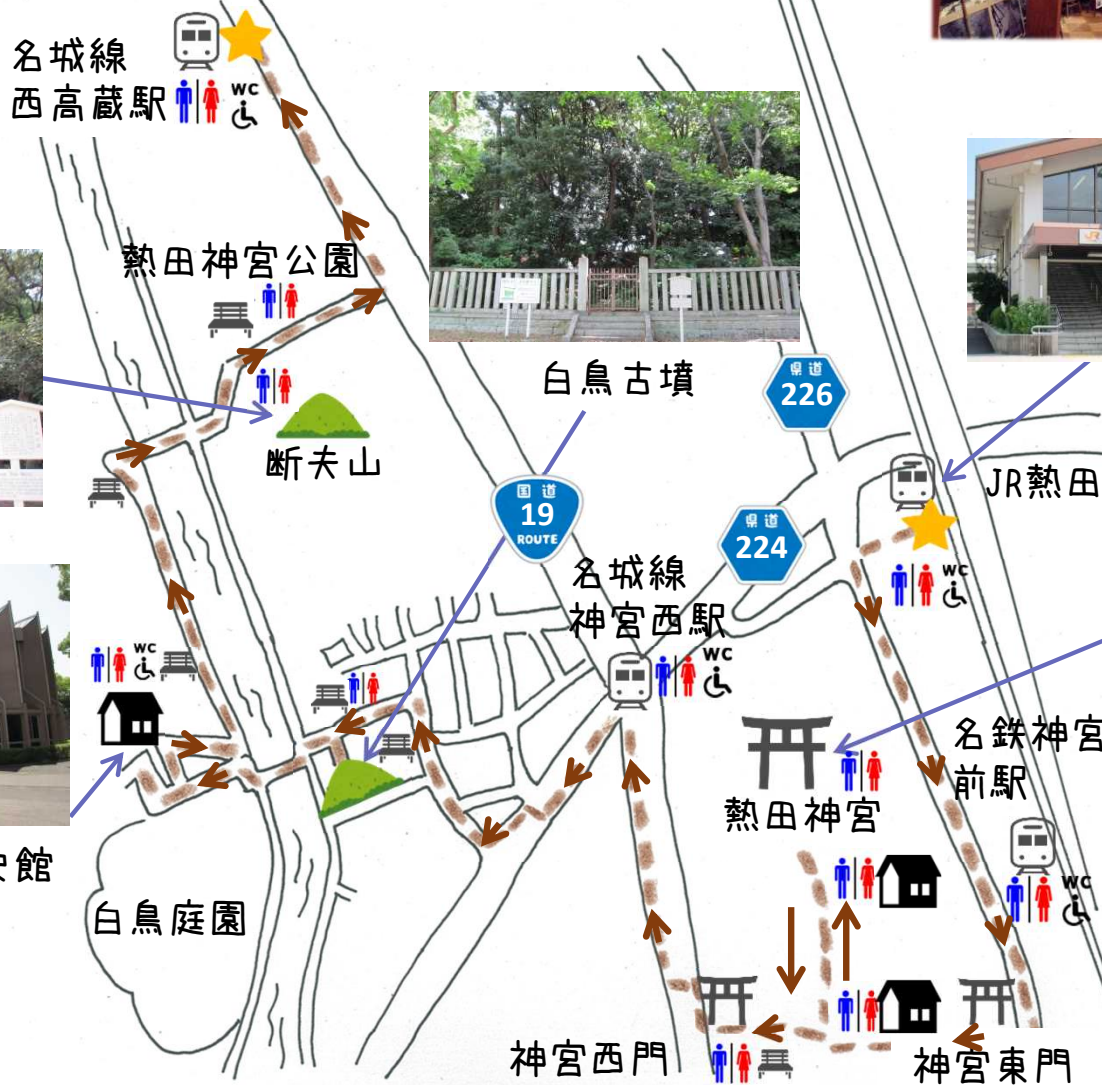 名城線
西高蔵駅
WC
熱田神宮公園
断夫山
白鳥古墳
県道
226
国道
19
ROUTE
県道
224
JR熱田
WC
名城線
神宮西駅
WC
WC
名鉄神宮
前駅
WC
熱田神宮
館
白鳥庭園
神宮西門
神宮東門